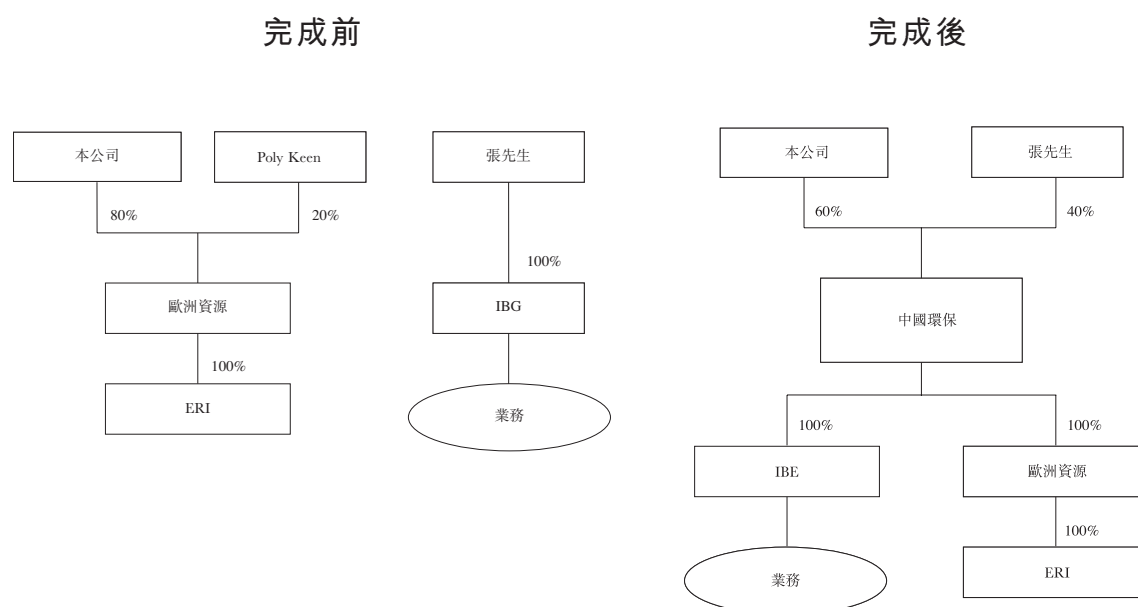 完成前
完成後
本公司
Poly Keen
張先生
80%
20%
100%
歐洲資源
IBG
100%
ERI
業務
本公司
張先生
60%
40%
中國環保
100%
100%
IBE
歐洲資源
100%
業務
ERI